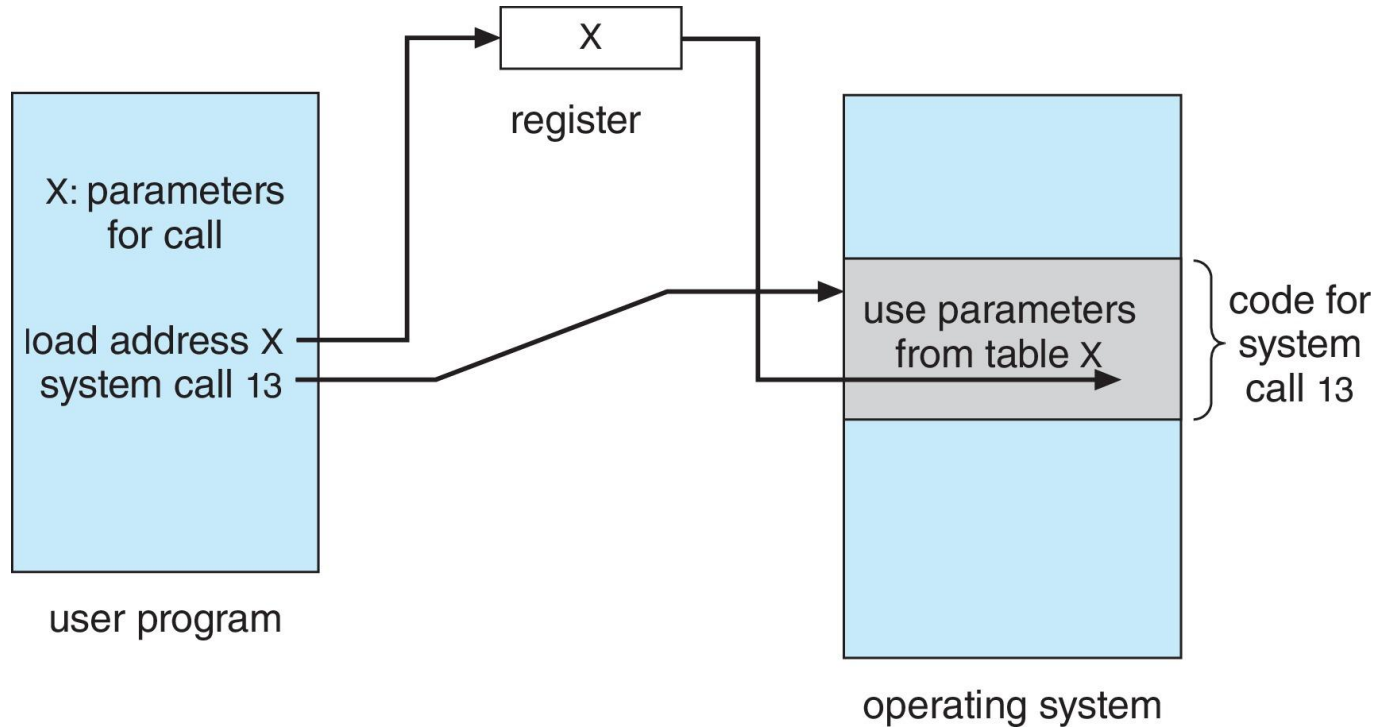 X
register
X: parameters
for call
load address X
system call 13
user program
use parameters
from table X
code for
system
call 13
operating system